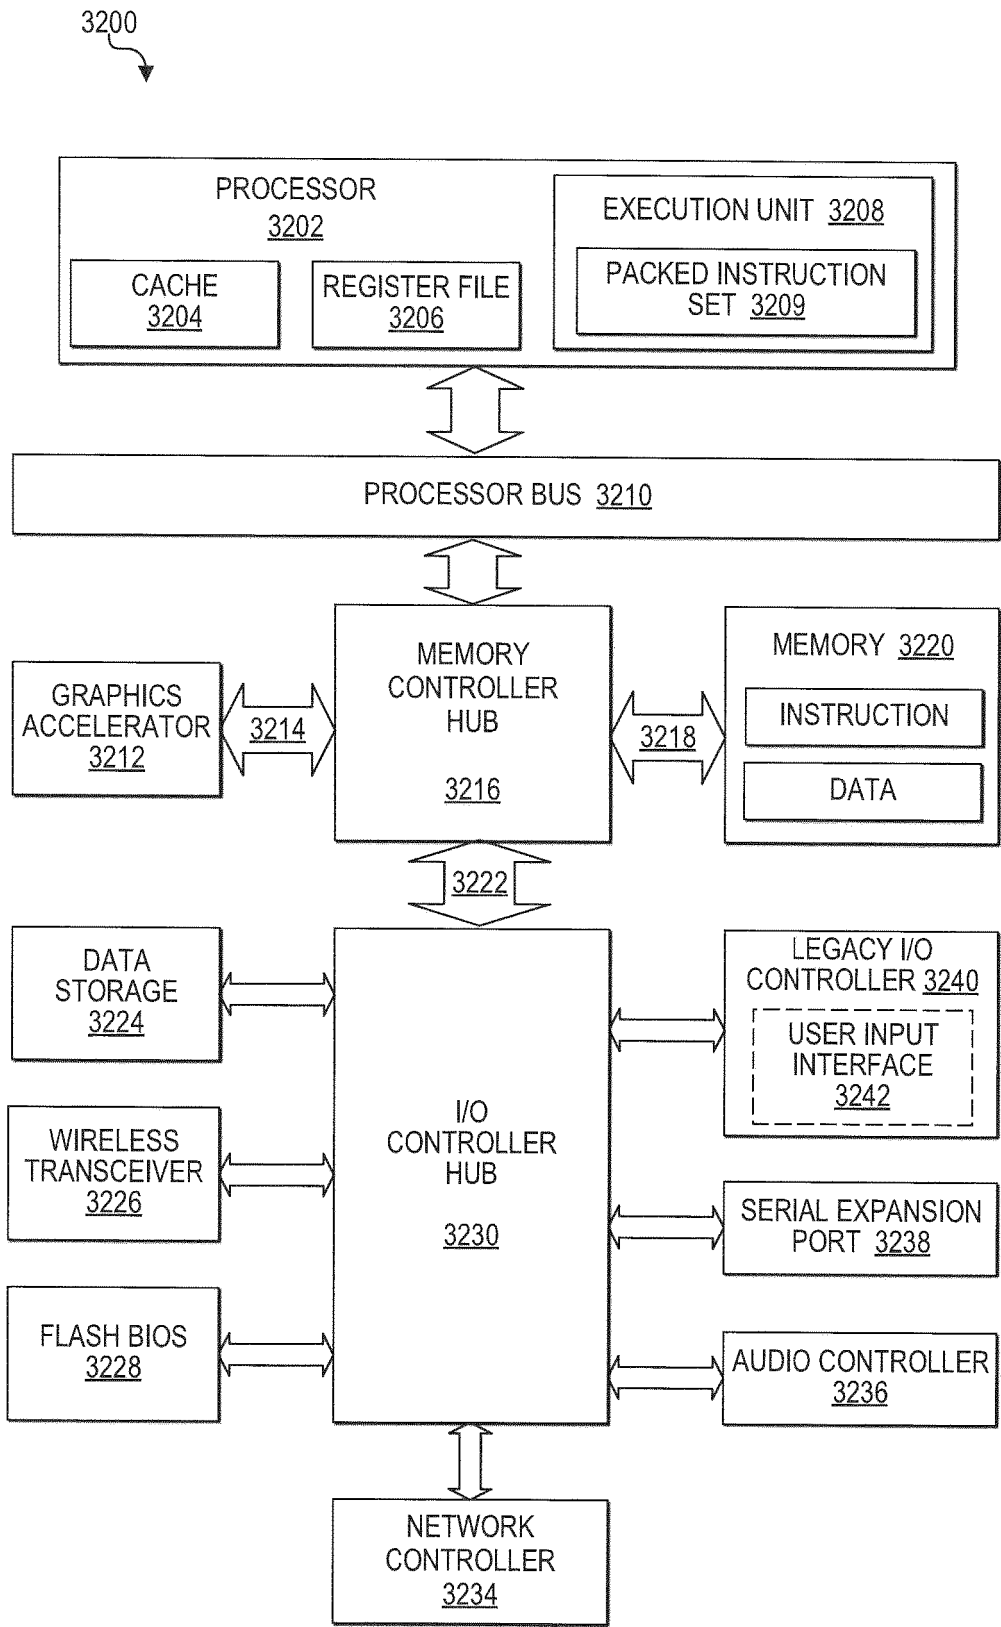 3200
PROCESSOR
3202
CACHE
3204
REGISTER FILE
3206
EXECUTION UNIT 3208
PACKED INSTRUCTION
SET 3209
PROCESSOR BUS 3210
GRAPHICS
ACCELERATOR
3212
3214
MEMORY
CONTROLLER
HUB
3216
3218
MEMORY 3220
INSTRUCTION
DATA
3222
DATA
STORAGE
3224
WIRELESS
TRANSCEIVER
3226
FLASH BIOS
3228
I/O
CONTROLLER
HUB
3230
LEGACY I/O
CONTROLLER 3240
USER INPUT
INTERFACE
3242
SERIAL EXPANSION
PORT 3238
AUDIO CONTROLLER
3236
NETWORK
CONTROLLER
3234